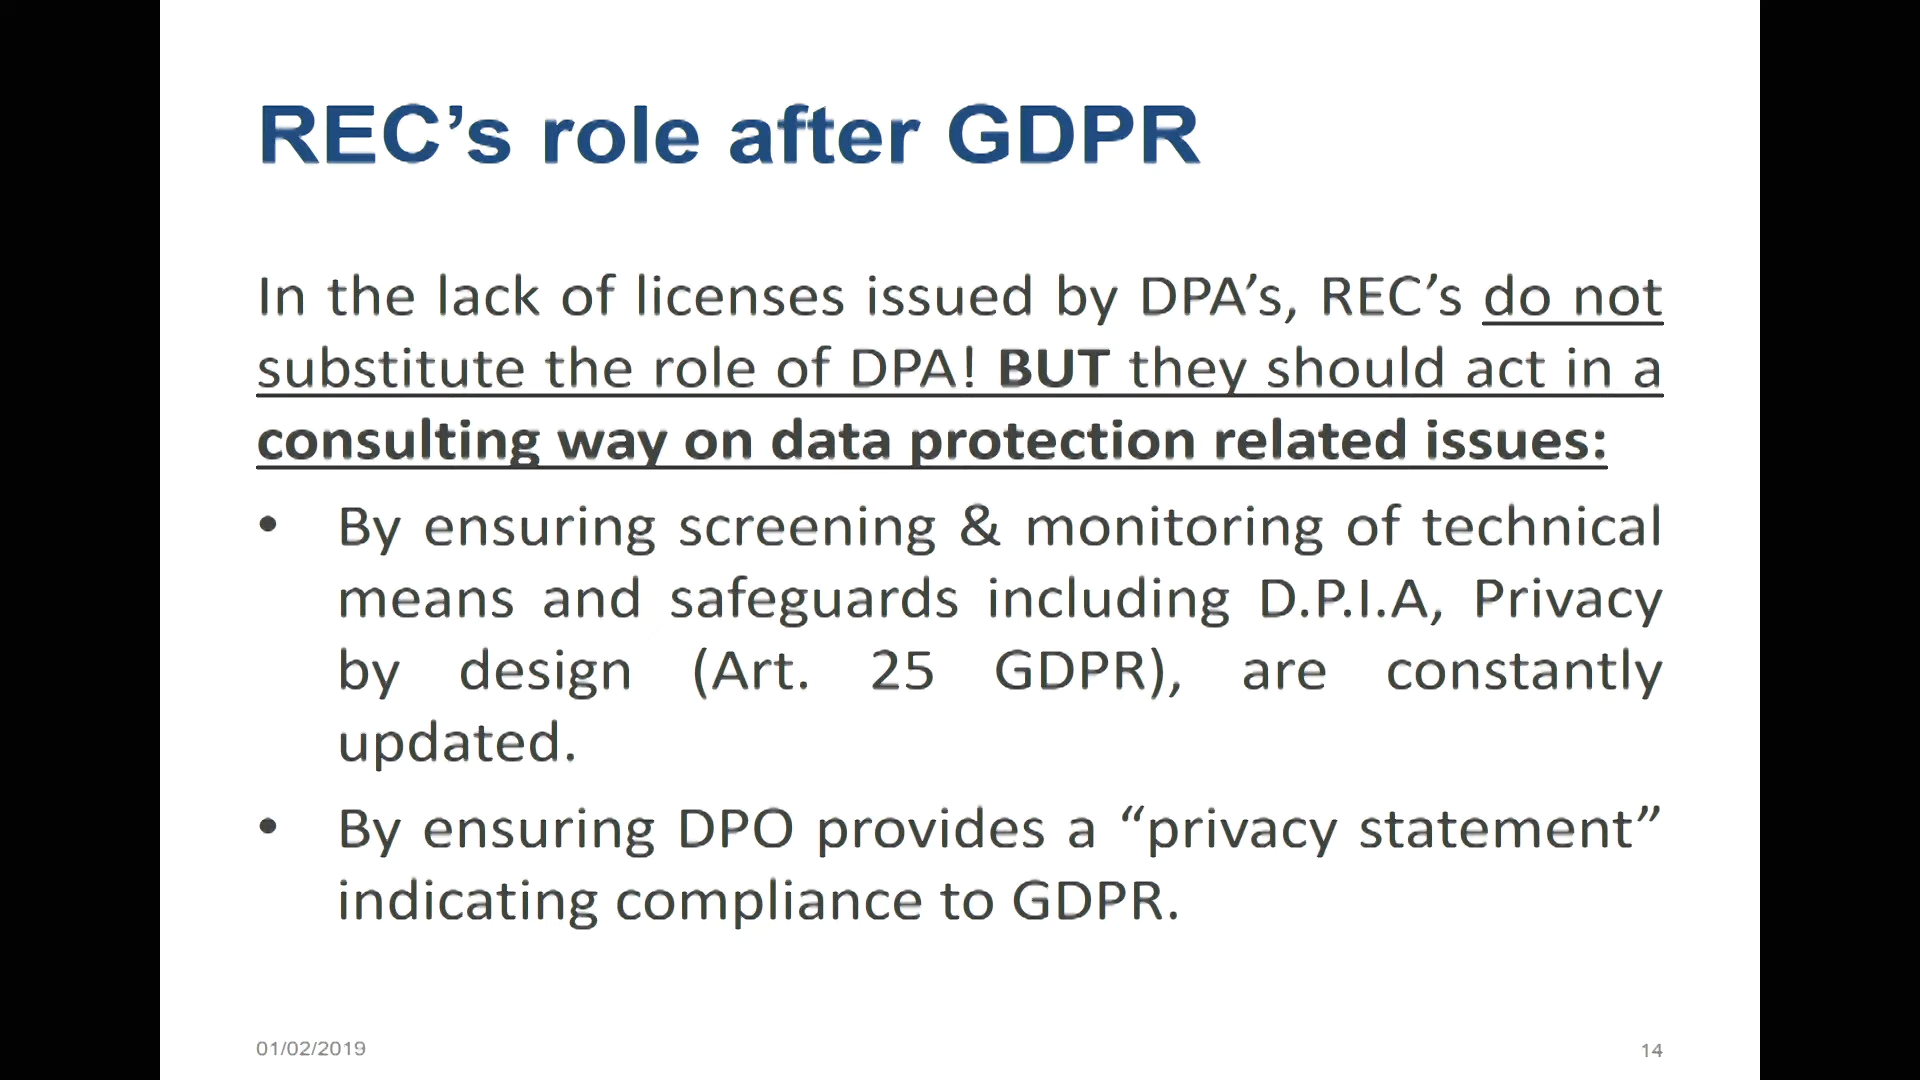 REC’s role after GDPR
In the lack of licenses issued by DPA’s, REC’s do not
substitute the role of DPA! BUT they should act in a
consulting way on data protection related issues:
• By ensuring screening & monitoring of technical
means and safeguards including D.P.I.A, Privacy
by design (Art. 25 GDPR), are constantly
updated.
• By ensuring DPO provides a “privacy statement”
indicating compliance to GDPR.
01/02/2019
14